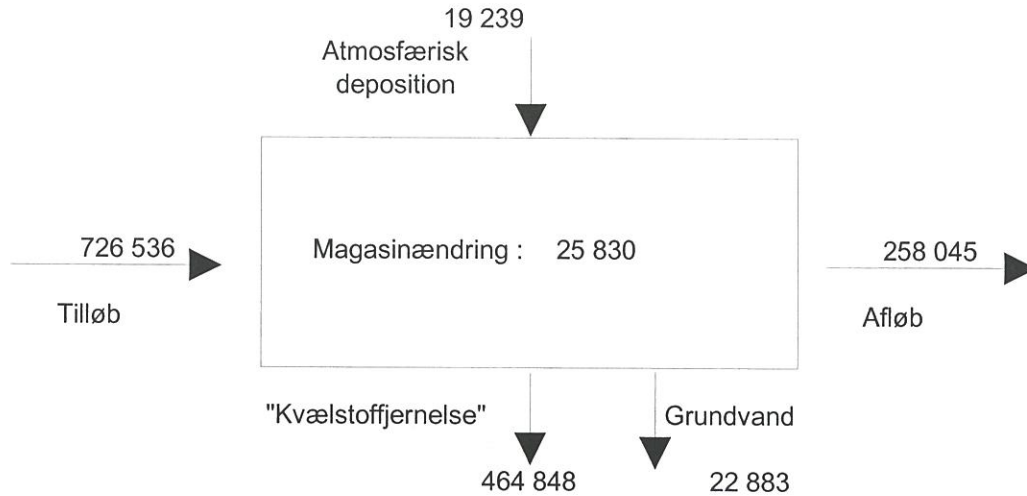 19 239
Atmosfærisk
deposition
726 536
Tilløb
Magasinændring : 25 830
258 045
Afløb
"Kvælstoffjernelse"
Grundvand
464 848
22 883